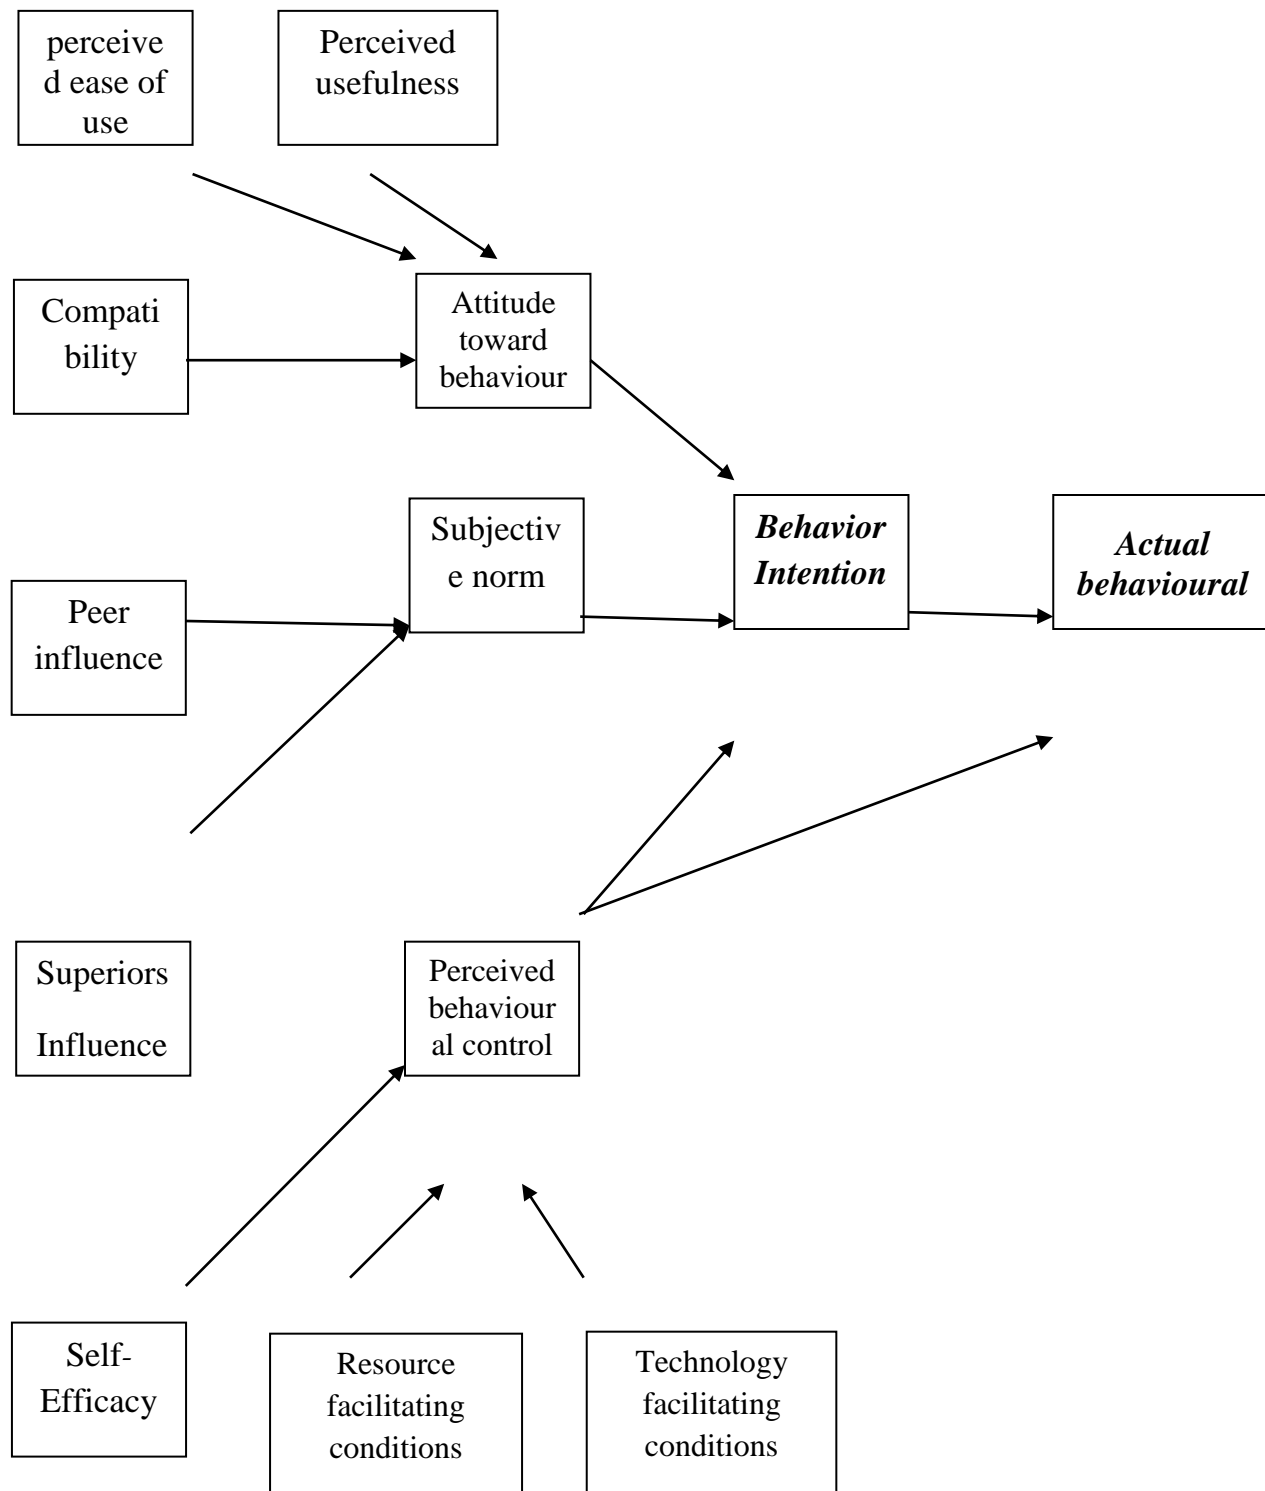 perceive
d ease of
use
Perceived
usefulness
Compati
bility
Attitude
toward
behaviour
Subjectiv
e norm
Behavior
Intention
Actual
behavioural
Peer
influence
Superiors
Influence
Perceived
behaviour
al control
Self-
Efficacy
Resource
facilitating
conditions
Technology
facilitating
conditions